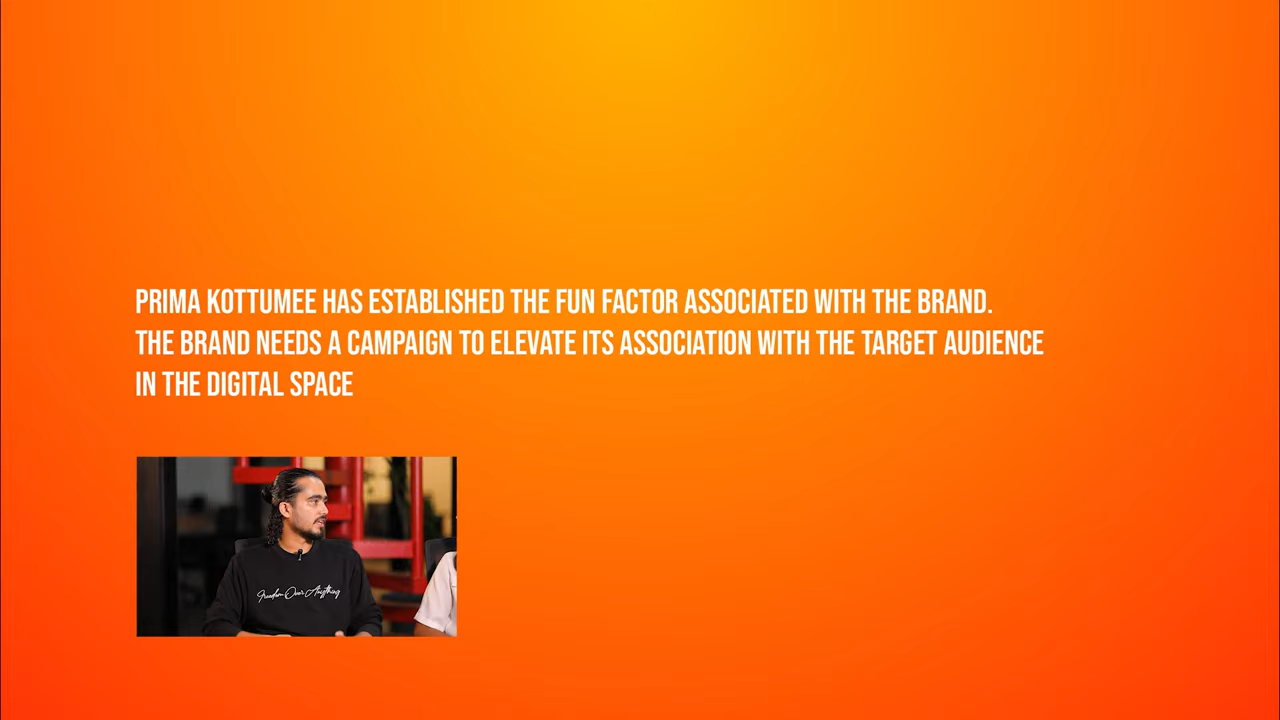 PRIMA KOTTUMEE HAS ESTABLISHED THE FUN FACTOR ASSOCIATED WITH THE BRAND.
THE BRAND NEEDS A CAMPAIGN TO ELEVATE ITS ASSOCIATION WITH THE TARGET AUDIENCE
IN THE DIGITAL SPACE
Freedom Over Anything